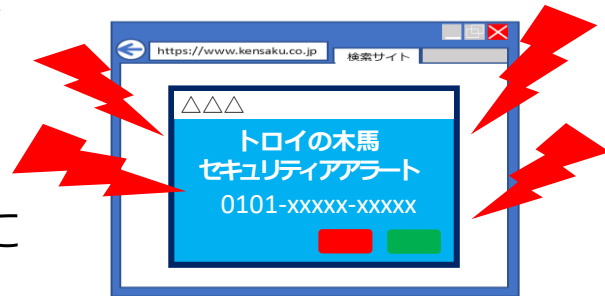 https://www.kensaku.co.jp
検索サイト
△△△
トロイの木馬
セキュリティアアラート
0101-xxxxx-xxxxx
に